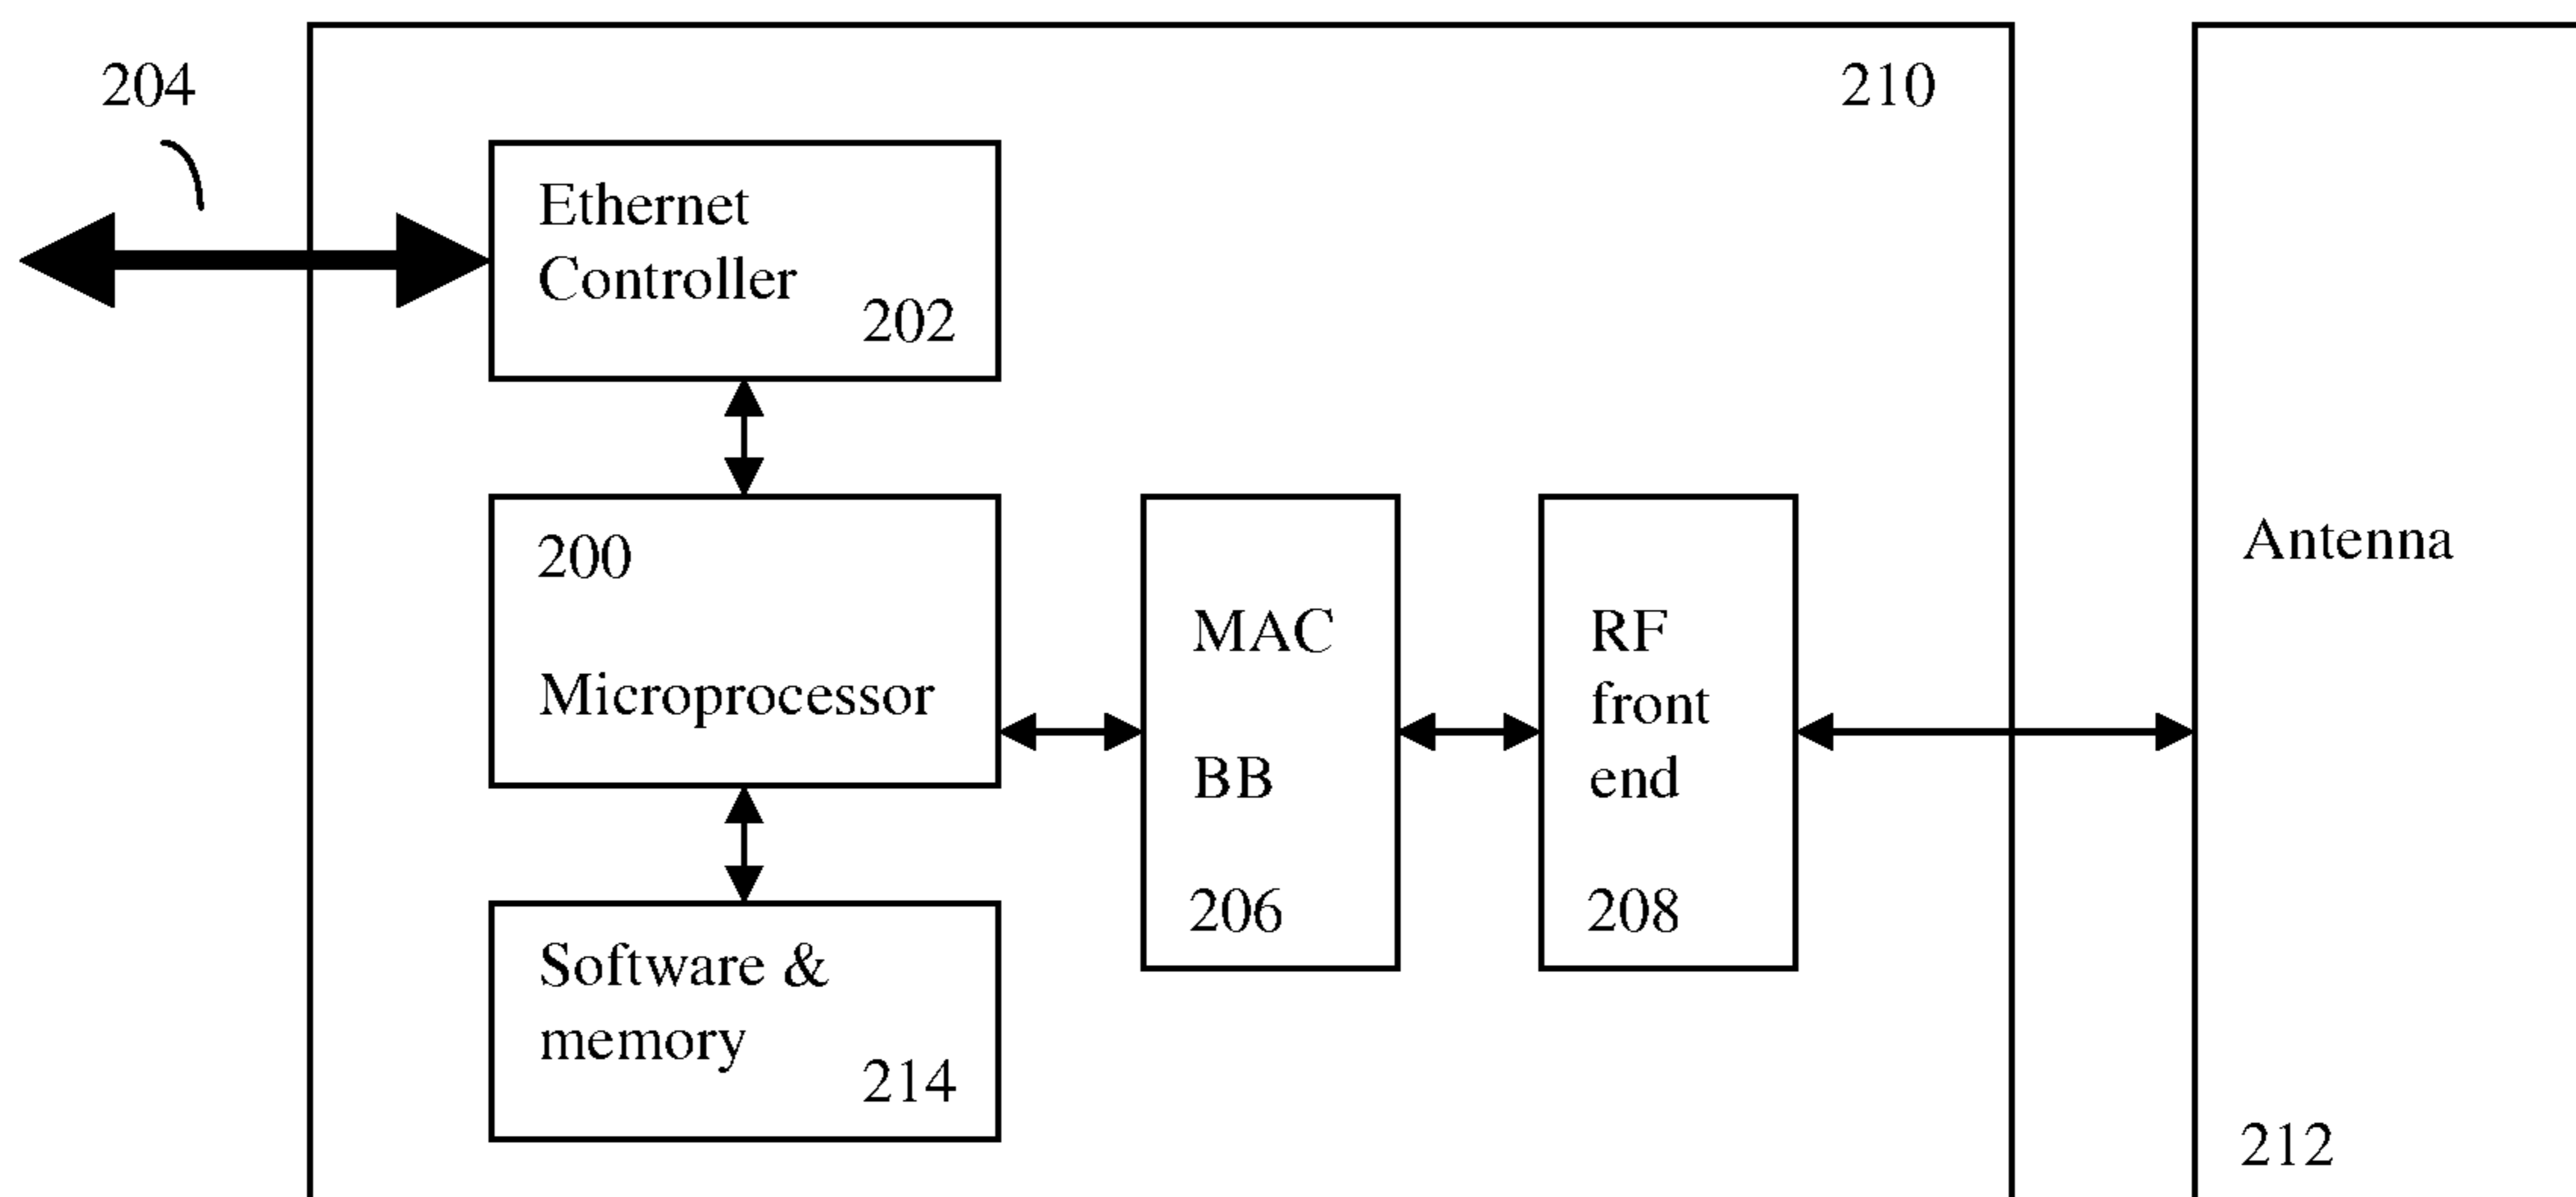 204
210
Ethernet
Controller
202
200
Microprocessor
MAC
BB
206
RF
front
end
208
Antenna
Software &
memory
214
212